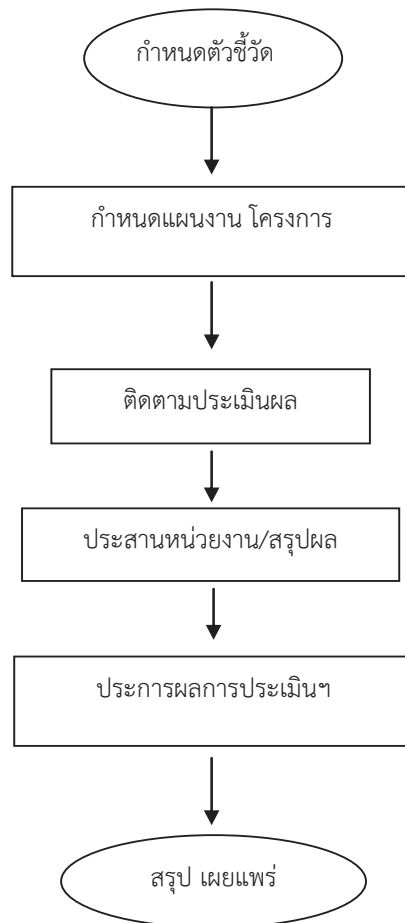 กำหนดตัวชี้วัด
กำหนดแผนงาน โครงการ
ติดตามประเมินผล
ประสานหน่วยงาน/สรุปผล
ประการผลการประเมินฯ
สรุป เผยแพร่